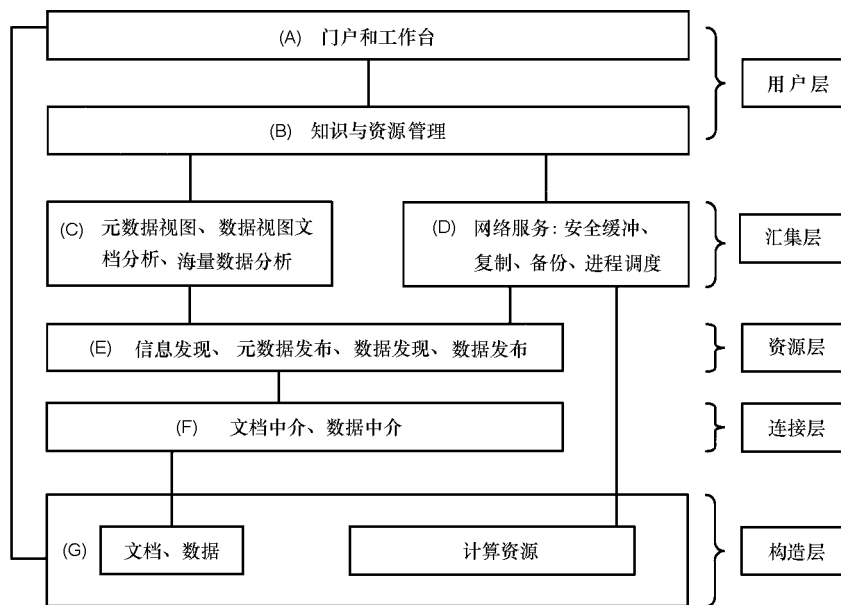 (A) 门户和工作台
用户层
(B) 知识与资源管理
(C) 元数据视图、数据视图文
档分析、海量数据分析
(D) 网络服务:安全缓冲、
复制、备份、进程调度
汇集层
(E) 信息发现、元数据发布、数据发现、数据发布
资源层
(F) 文档中介、数据中介
连接层
(G) 文档、数据
计算资源
构造层